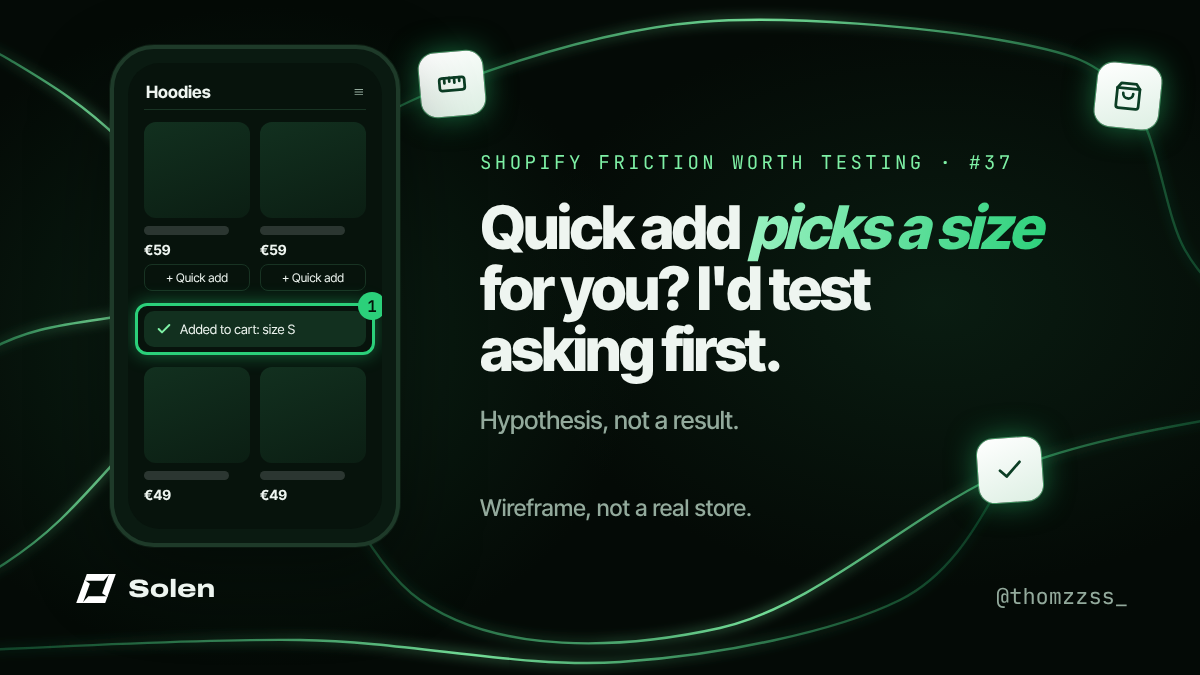 Hoodies
€59 €59
+ Quick add + Quick add
1
Added to cart: size S
€49 €49
SHOPIFY FRICTION WORTH TESTING · #37
Quick add picks a size
for you? I'd test
asking first.
Hypothesis, not a result.
Wireframe, not a real store.
Solen
@thomzzss_